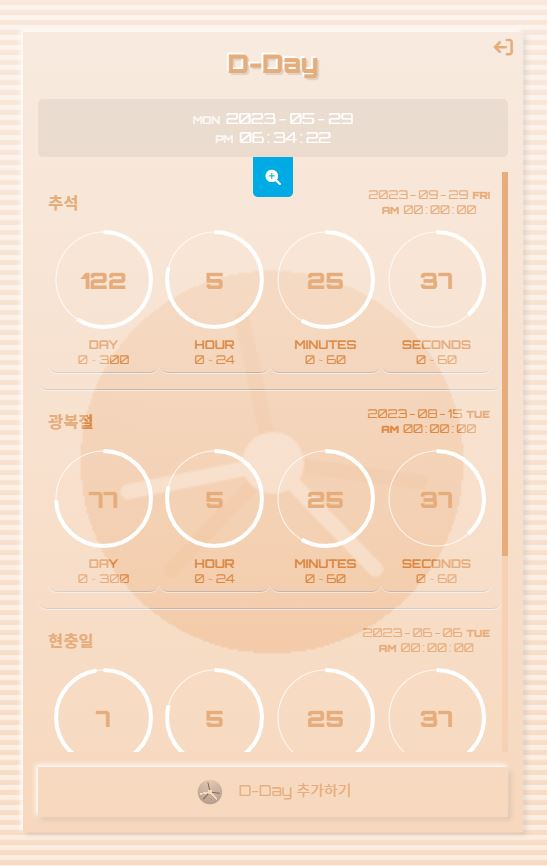 D-Day
MON 2023-05-29
PM 06:34:22
추석
2023-09-29 FRI
AM 00:00:00
122 5 25 37
DAY HOUR MINUTES SECONDS
0 - 300 0 - 24 0 - 60 0 - 60
광복절
2023-08-15 TUE
AM 00:00:00
77 5 25 37
DAY HOUR MINUTES SECONDS
0 - 300 0 - 24 0 - 60 0 - 60
현충일
2023-06-06 TUE
AM 00:00:00
7 5 25 37
D-Day 추가하기